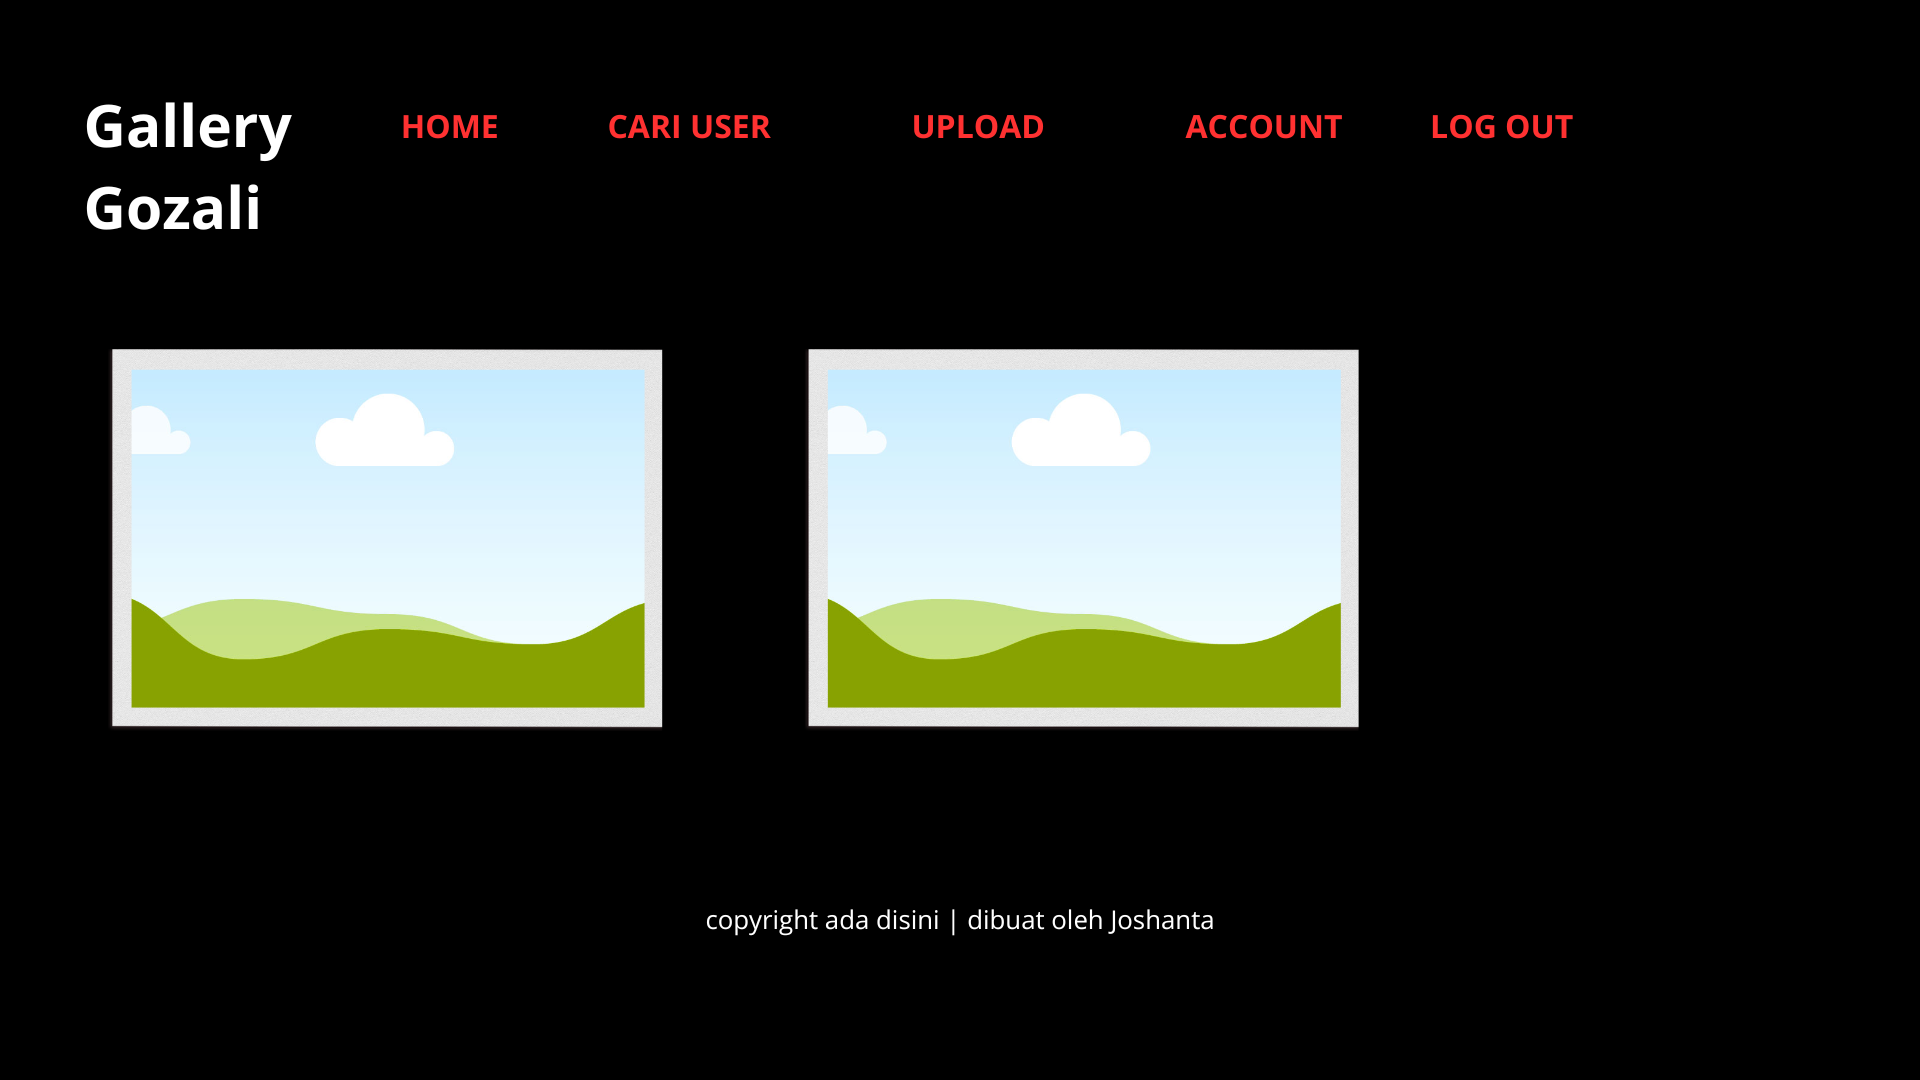 Gallery
Gozali
HOME CARI USER UPLOAD ACCOUNT LOG OUT
copyright ada disini | dibuat oleh Joshanta